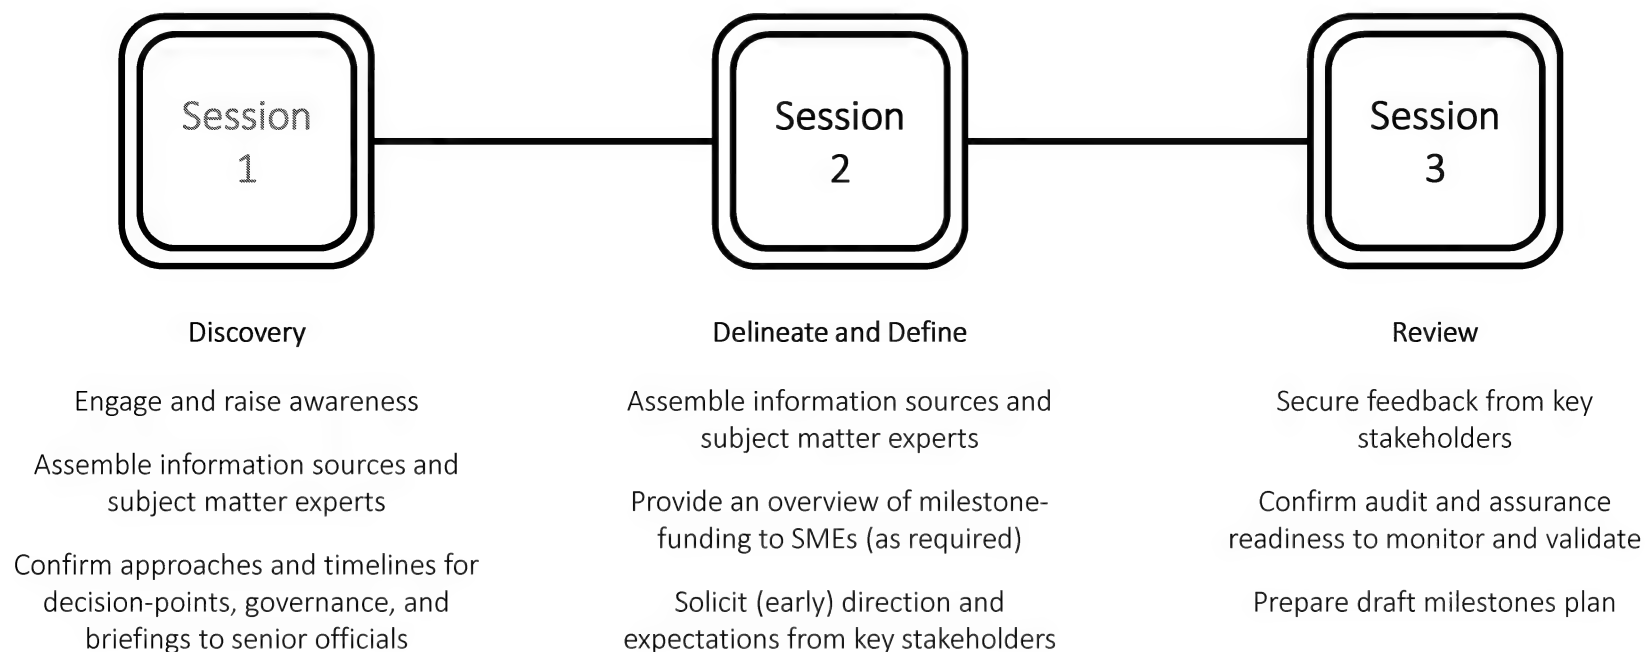 Session
1
Session
2
Session
3
Discovery
Engage and raise awareness
Assemble information sources and
subject matter experts
Confirm approaches and timelines for
decision-points, governance, and
briefings to senior officials
Delineate and Define
Assemble information sources and
subject matter experts
Provide an overview of milestone-
funding to SMEs (as required)
Solicit (early) direction and
expectations from key stakeholders
Review
Secure feedback from key
stakeholders
Confirm audit and assurance
readiness to monitor and validate
Prepare draft milestones plan